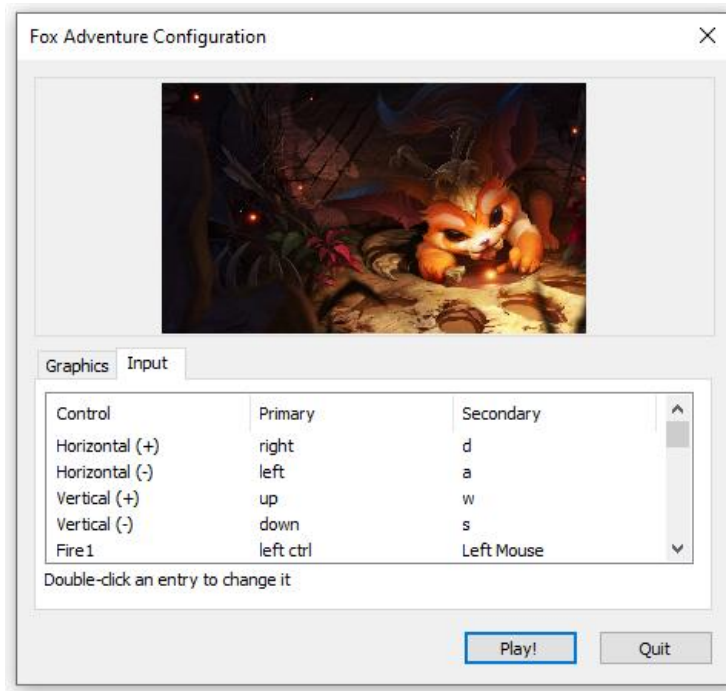 Fox Adventure Configuration
Graphics Input
Control Primary Secondary
Horizontal (+) right d
Horizontal (-) left a
Vertical (+) up w
Vertical (-) down s
Fire1 left ctrl Left Mouse
Double-click an entry to change it
Play! Quit